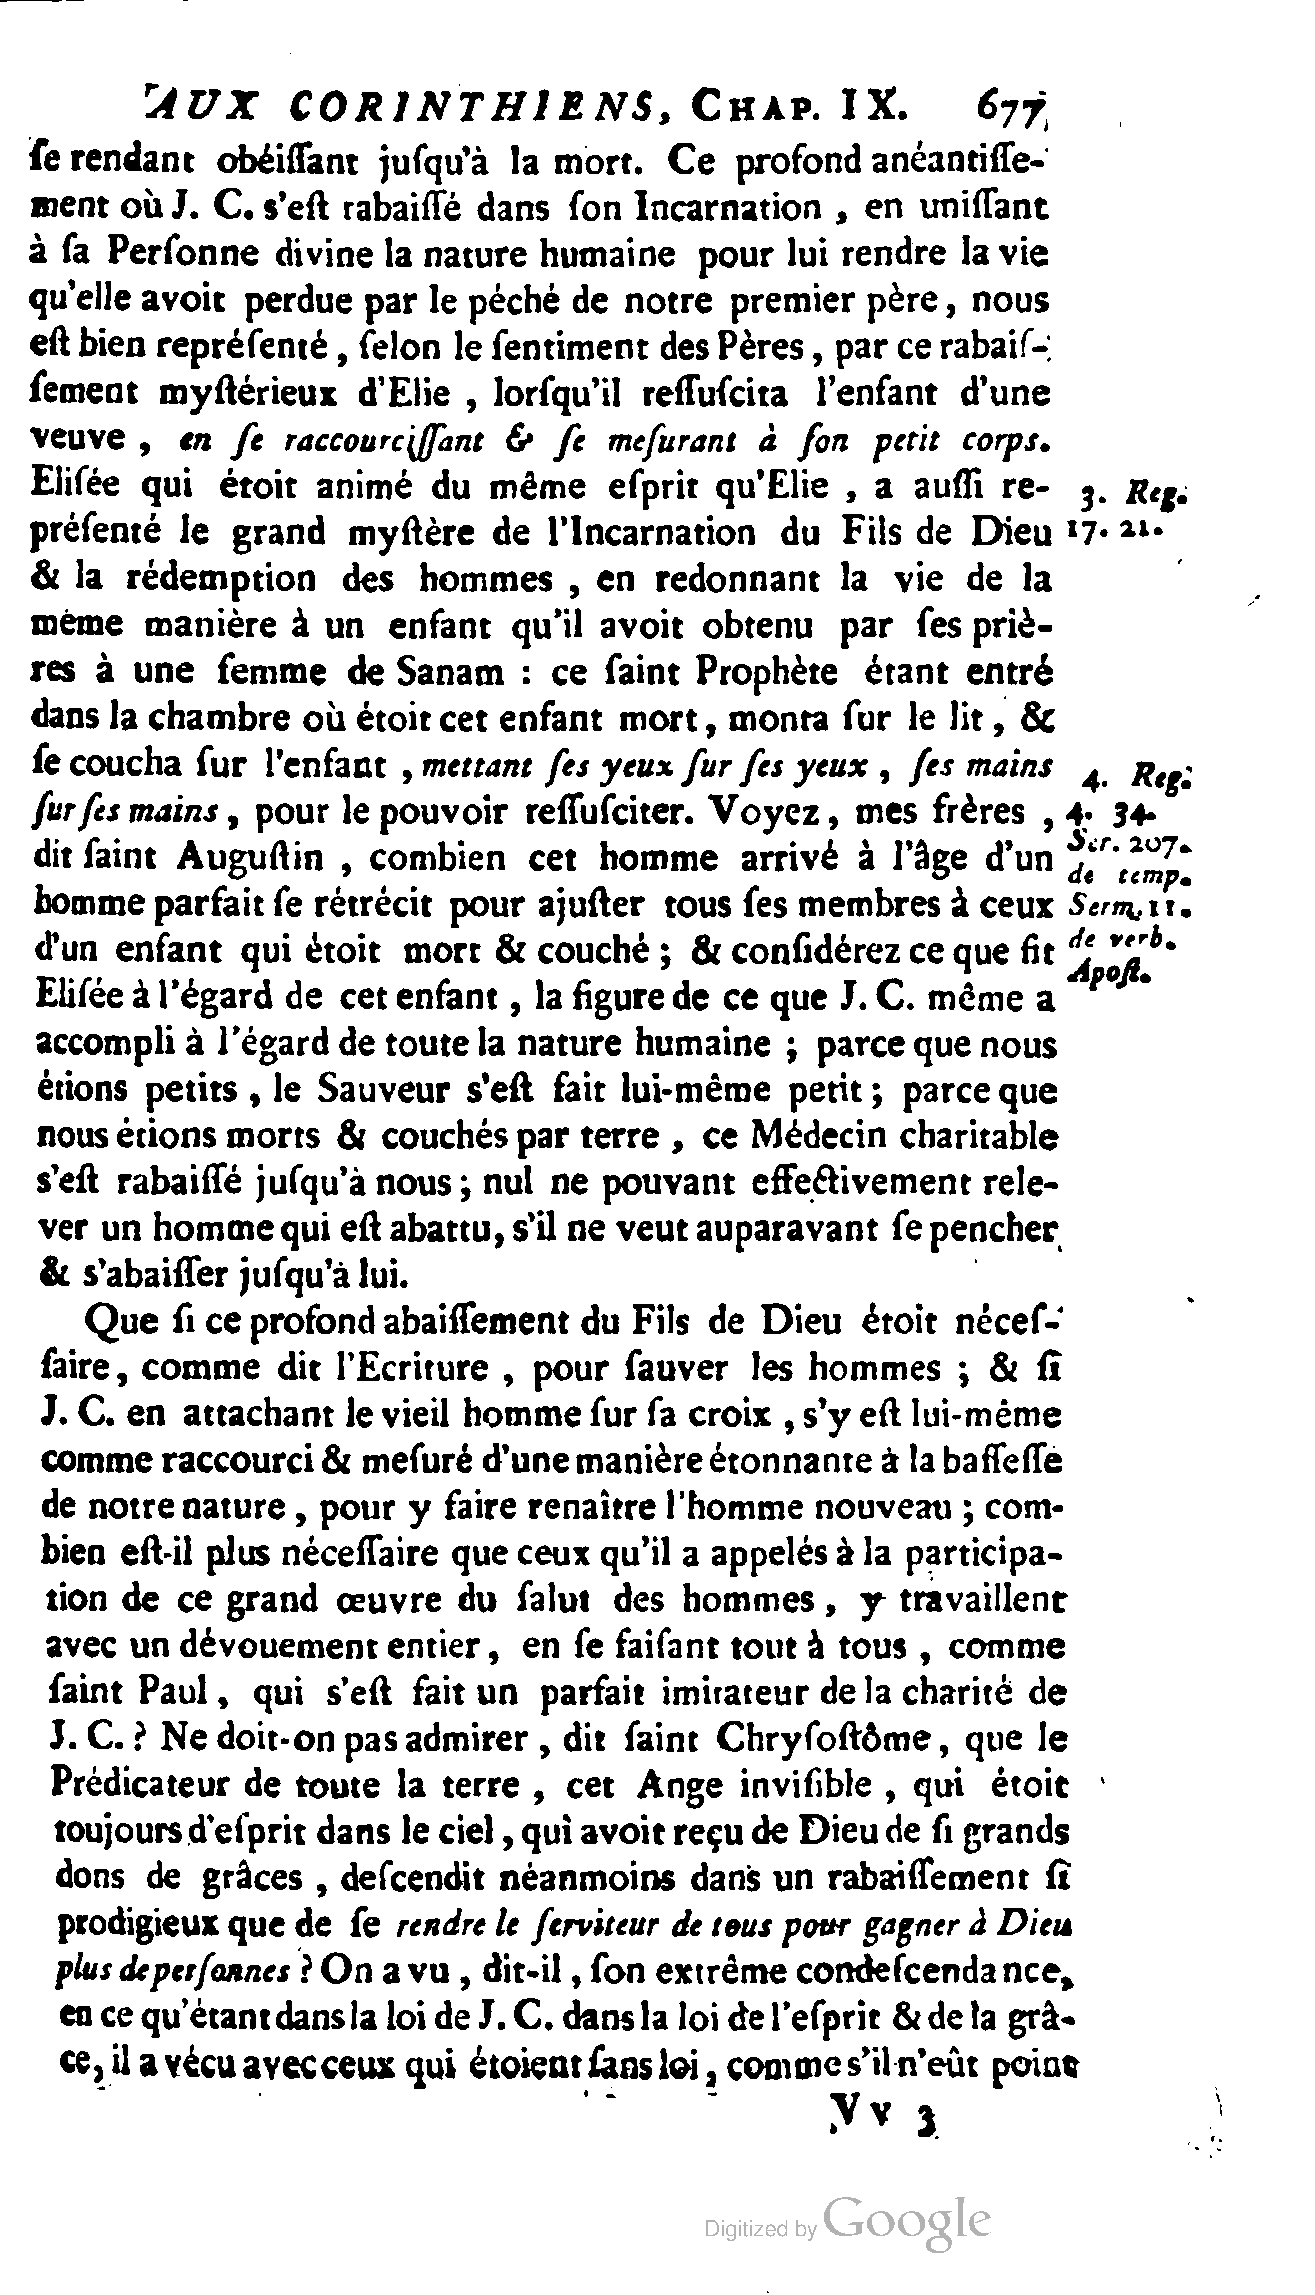 AUX CORINTHIENS, CHAP. IX. 677
ſe rendant obéiſſant juſqu'à la mort. Ce profond anéantiſſe-
ment où J. C. s'eſt rabaiſſé dans ſon Incarnation , en uniſſant
à ſa Perſonne divine la nature humaine pour lui rendre la vie
qu'elle avoit perdue par le péché de notre premier père, nous
eſt bien repréſenté , ſelon le ſentiment des Pères , par ce rabaiſ-
ſement myſtérieux d'Elie , lorſqu'il reſſuſcita l'enfant d'une
veuve , en ſe raccourciſſant & ſe meſurant à ſon petit corps.
Eliſée qui étoit animé du même eſprit qu'Elie , a auſſi re-
préſenté le grand myſtère de l'Incarnation du Fils de Dieu
& la rédemption des hommes , en redonnant la vie de la
même manière à un enfant qu'il avoit obtenu par ſes priè-
res à une femme de Sanam : ce ſaint Prophète étant entré
dans la chambre où étoit cet enfant mort, monta ſur le lit, &
ſe coucha ſur l'enfant , mettant ſes yeux ſur ſes yeux , ſes mains
ſur ſes mains , pour le pouvoir reſſuſciter. Voyez, mes frères ,
dit ſaint Auguſtin , combien cet homme arrivé à l'âge d'un
homme parfait ſe rétrécit pour ajuſter tous ſes membres à ceux
d'un enfant qui étoit mort & couché ; & conſidérez ce que fit
Eliſée à l'égard de cet enfant , la figure de ce que J. C. même a
accompli à l'égard de toute la nature humaine ; parce que nous
étions petits , le Sauveur s'eſt fait lui-même petit ; parce que
nous étions morts & couchés par terre , ce Médecin charitable
s'eſt rabaiſſé juſqu'à nous ; nul ne pouvant effectivement rele-
ver un homme qui eſt abattu, s'il ne veut auparavant ſe pencher
& s'abaiſſer juſqu'à lui.
Que ſi ce profond abaiſſement du Fils de Dieu étoit néceſ-
ſaire, comme dit l'Ecriture , pour ſauver les hommes ; & ſi
J. C. en attachant le vieil homme ſur ſa croix , s'y eſt lui-même
comme raccourci & meſuré d'une manière étonnante à la baſſeſſe
de notre nature , pour y faire renaître l'homme nouveau ; com-
bien eſt-il plus néceſſaire que ceux qu'il a appelés à la participa-
tion de ce grand œuvre du ſalut des hommes , y travaillent
avec un dévouement entier , en ſe faiſant tout à tous , comme
ſaint Paul , qui s'eſt fait un parfait imitateur de la charité de
J. C. ? Ne doit-on pas admirer , dit ſaint Chryſoſtôme, que le
Prédicateur de toute la terre , cet Ange inviſible , qui étoit
toujours d'eſprit dans le ciel , qui avoit reçu de Dieu de ſi grands
dons de grâces , deſcendit néanmoins dans un rabaiſſement ſi
prodigieux que de ſe rendre le ſerviteur de tous pour gagner à Dieu
plus de perſonnes ? On a vu , dit-il , ſon extrême condeſcendance,
en ce qu'étant dans la loi de J. C. dans la loi de l'eſprit & de la grâ-
ce, il a vécu avec ceux qui étoient ſans loi , comme s'il n'eût point
Vv 3
3. Reg.
17. 21.
4. Reg.
4. 34.
Ser. 207.
de temp.
Serm. 11.
de verb.
Apoſt.
Digitized by Google